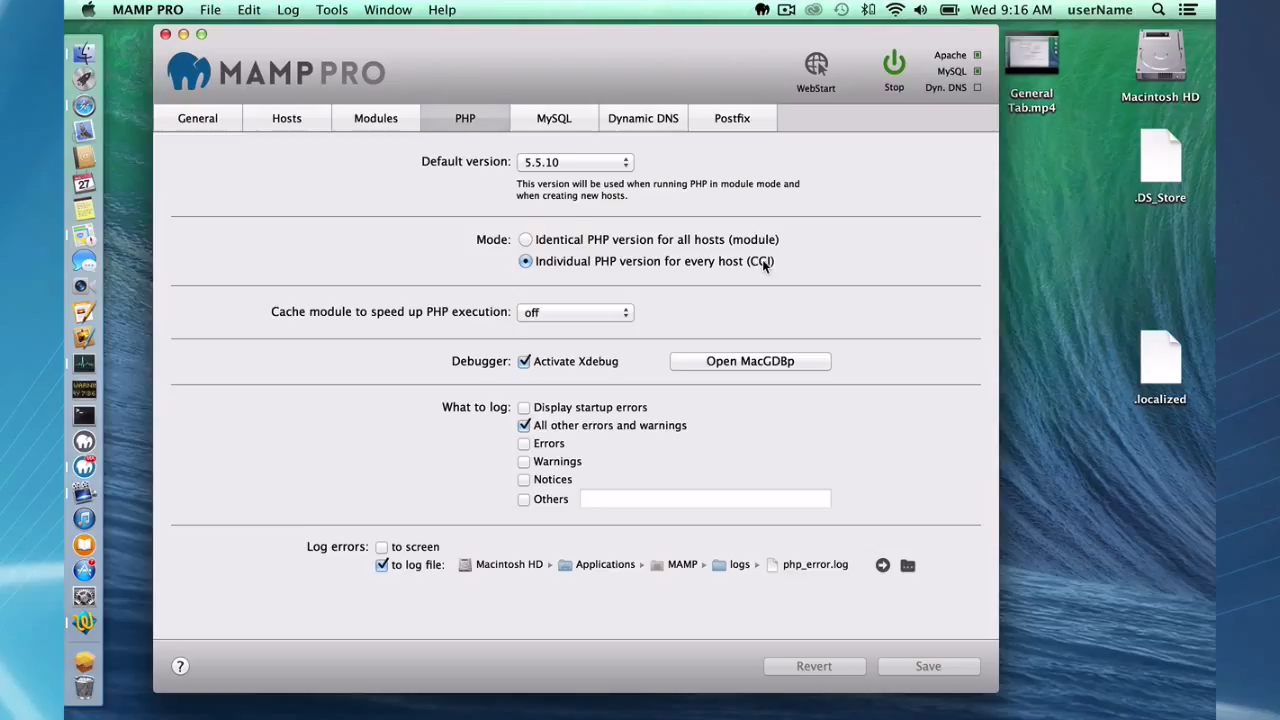 MAMP PRO File Edit Log Tools Window Help Wed 9:16 AM userName
MAMP PRO
WebStart
Stop
Apache
MySQL
Dyn. DNS
General Hosts Modules PHP MySQL Dynamic DNS Postfix
Default version: 5.5.10
This version will be used when running PHP in module mode and
when creating new hosts.
Mode: Identical PHP version for all hosts (module)
Individual PHP version for every host (CGI)
Cache module to speed up PHP execution: off
Debugger: Activate Xdebug Open MacGDBp
What to log: Display startup errors
All other errors and warnings
Errors
Warnings
Notices
Others
Log errors: to screen
to log file: Macintosh HD Applications MAMP logs php_error.log
? Revert Save
General
Tab.mp4
Macintosh HD
.DS_Store
.localized
27